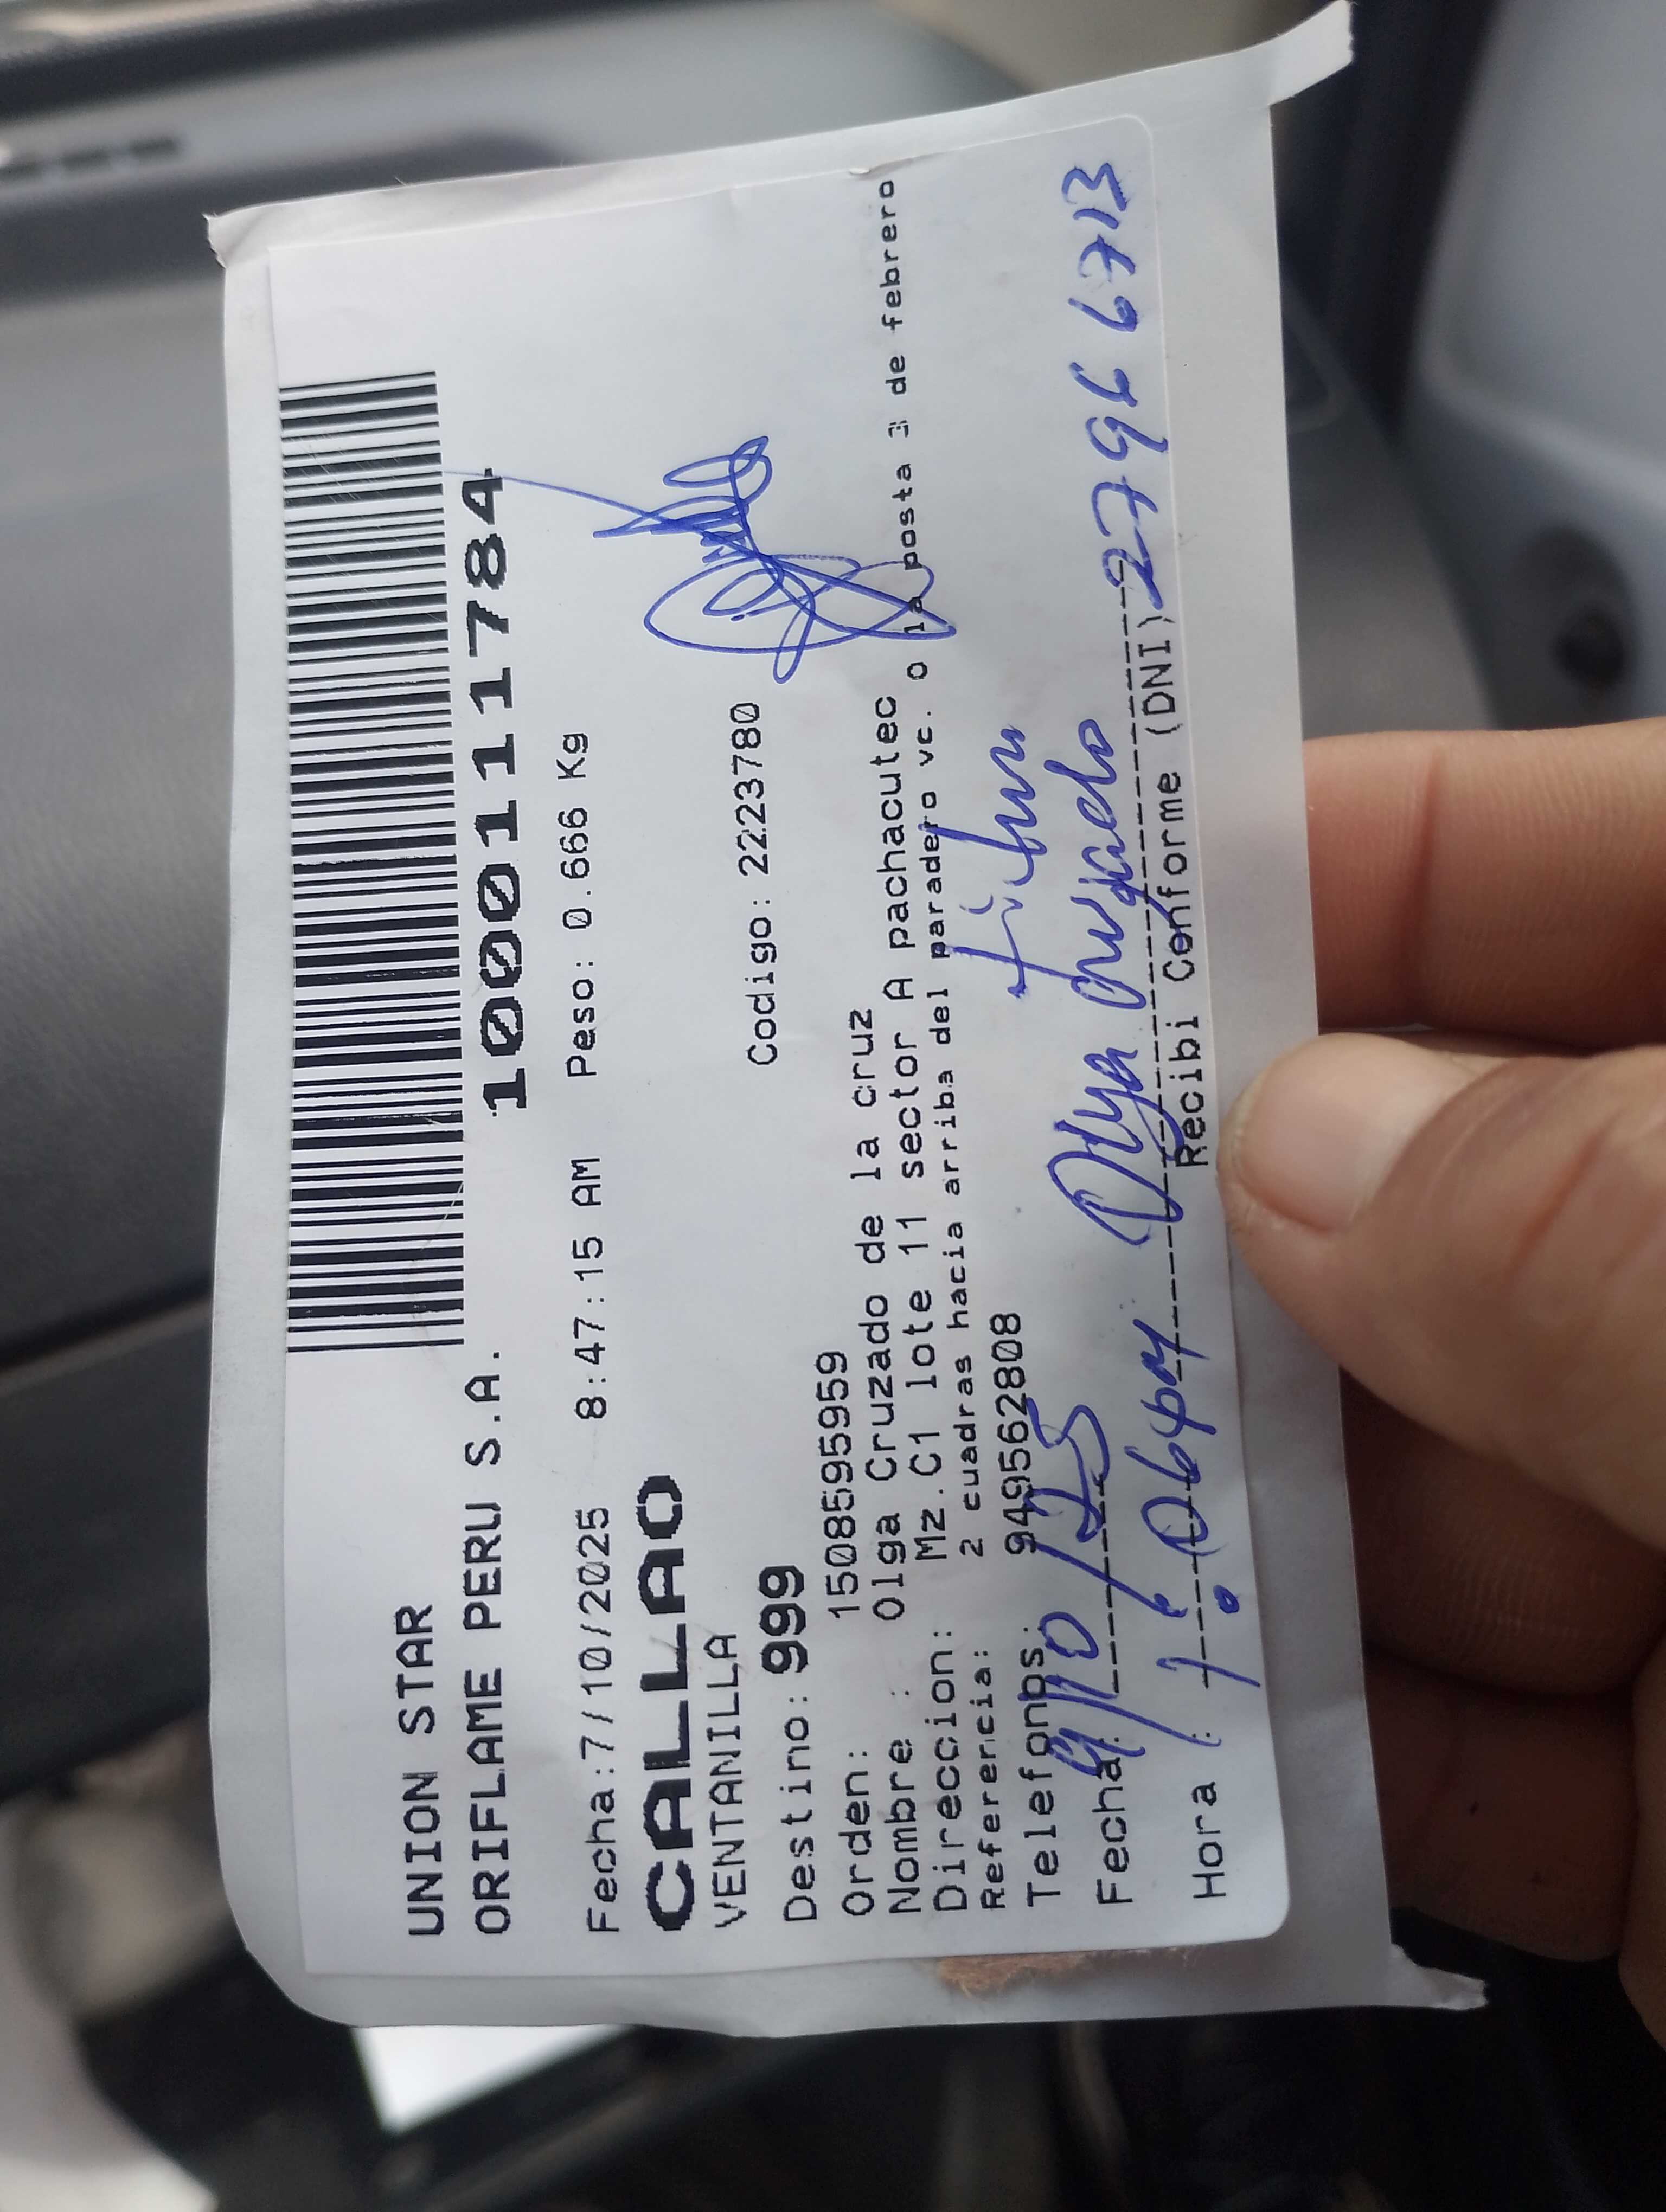 UNION STAR
ORIFLAME PERU S.A.
10011784
Fecha:7/10/2025 8:47:15 AM Peso: 0.666 Kg
CALLAO
VENTANILLA
Destino: 999 Codigo: 2223780
Orden: 1508595959
Nombre : Olga Cruzado de la cruz
Direccion: Mz.C1 lote 11 sector A pachacutec
Referencia: 2 cuadras hacia arriba del paradero vc. o la posta 3 de febrero
Telefonos: 949562808
Titular
Fecha: 9/10/25 Olga Cruzado 27966713
Recibi Conforme (DNI)
Hora : 06pm